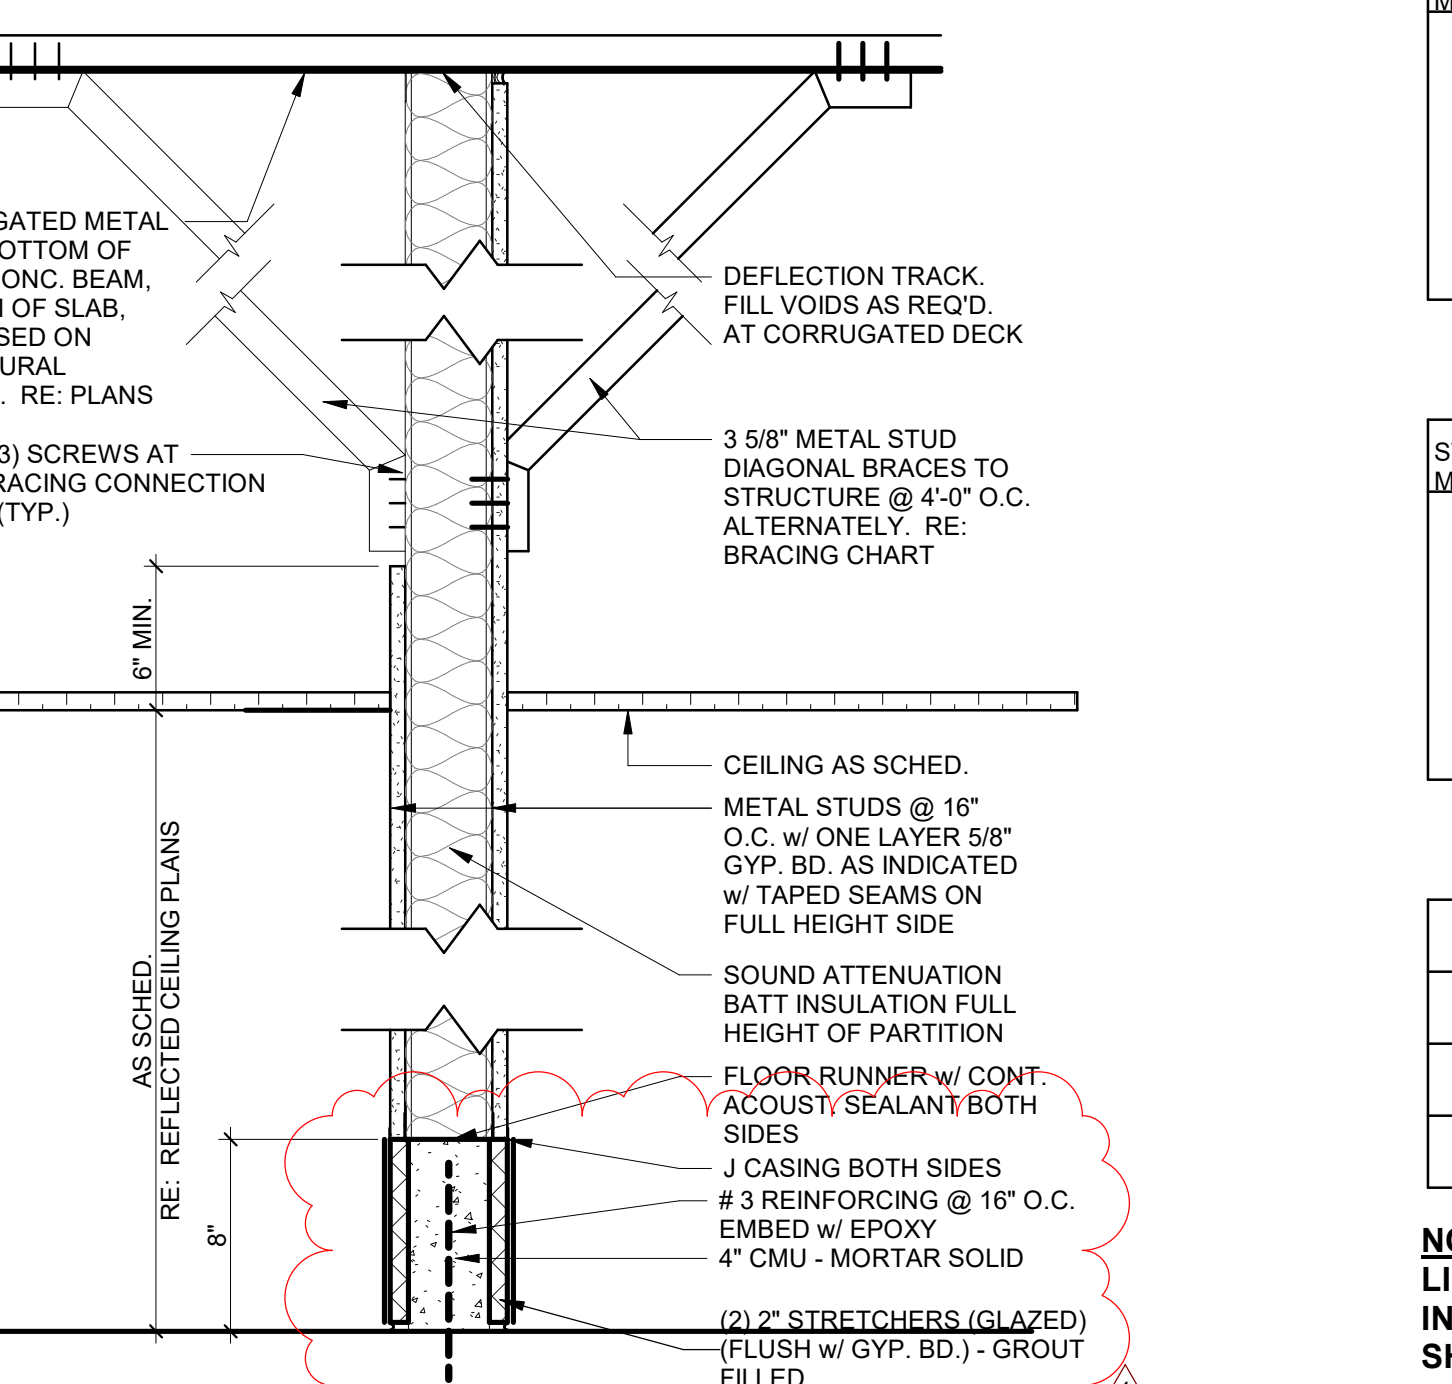 GATED METAL
OTTOM OF
ONC. BEAM,
OF SLAB,
SED ON
URAL
. RE: PLANS
3) SCREWS AT
RACING CONNECTION
(TYP.)
6" MIN.
AS SCHED.
RE: REFLECTED CEILING PLANS
8"
DEFLECTION TRACK.
FILL VOIDS AS REQ'D.
AT CORRUGATED DECK
3 5/8" METAL STUD
DIAGONAL BRACES TO
STRUCTURE @ 4'-0" O.C.
ALTERNATELY. RE:
BRACING CHART
CEILING AS SCHED.
METAL STUDS @ 16"
O.C. w/ ONE LAYER 5/8"
GYP. BD. AS INDICATED
w/ TAPED SEAMS ON
FULL HEIGHT SIDE
SOUND ATTENUATION
BATT INSULATION FULL
HEIGHT OF PARTITION
FLOOR RUNNER w/ CONT.
ACOUST. SEALANT BOTH
SIDES
J CASING BOTH SIDES
# 3 REINFORCING @ 16" O.C.
EMBED w/ EPOXY
4" CMU - MORTAR SOLID
(2) 2" STRETCHERS (GLAZED)
(FLUSH w/ GYP. BD.) - GROUT
FILLED
M
S
M
NO
LI
IN
SH